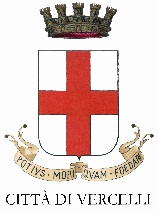 POTIVS MORI QVAM FOEDARI
CITTÀ DI VERCELLI